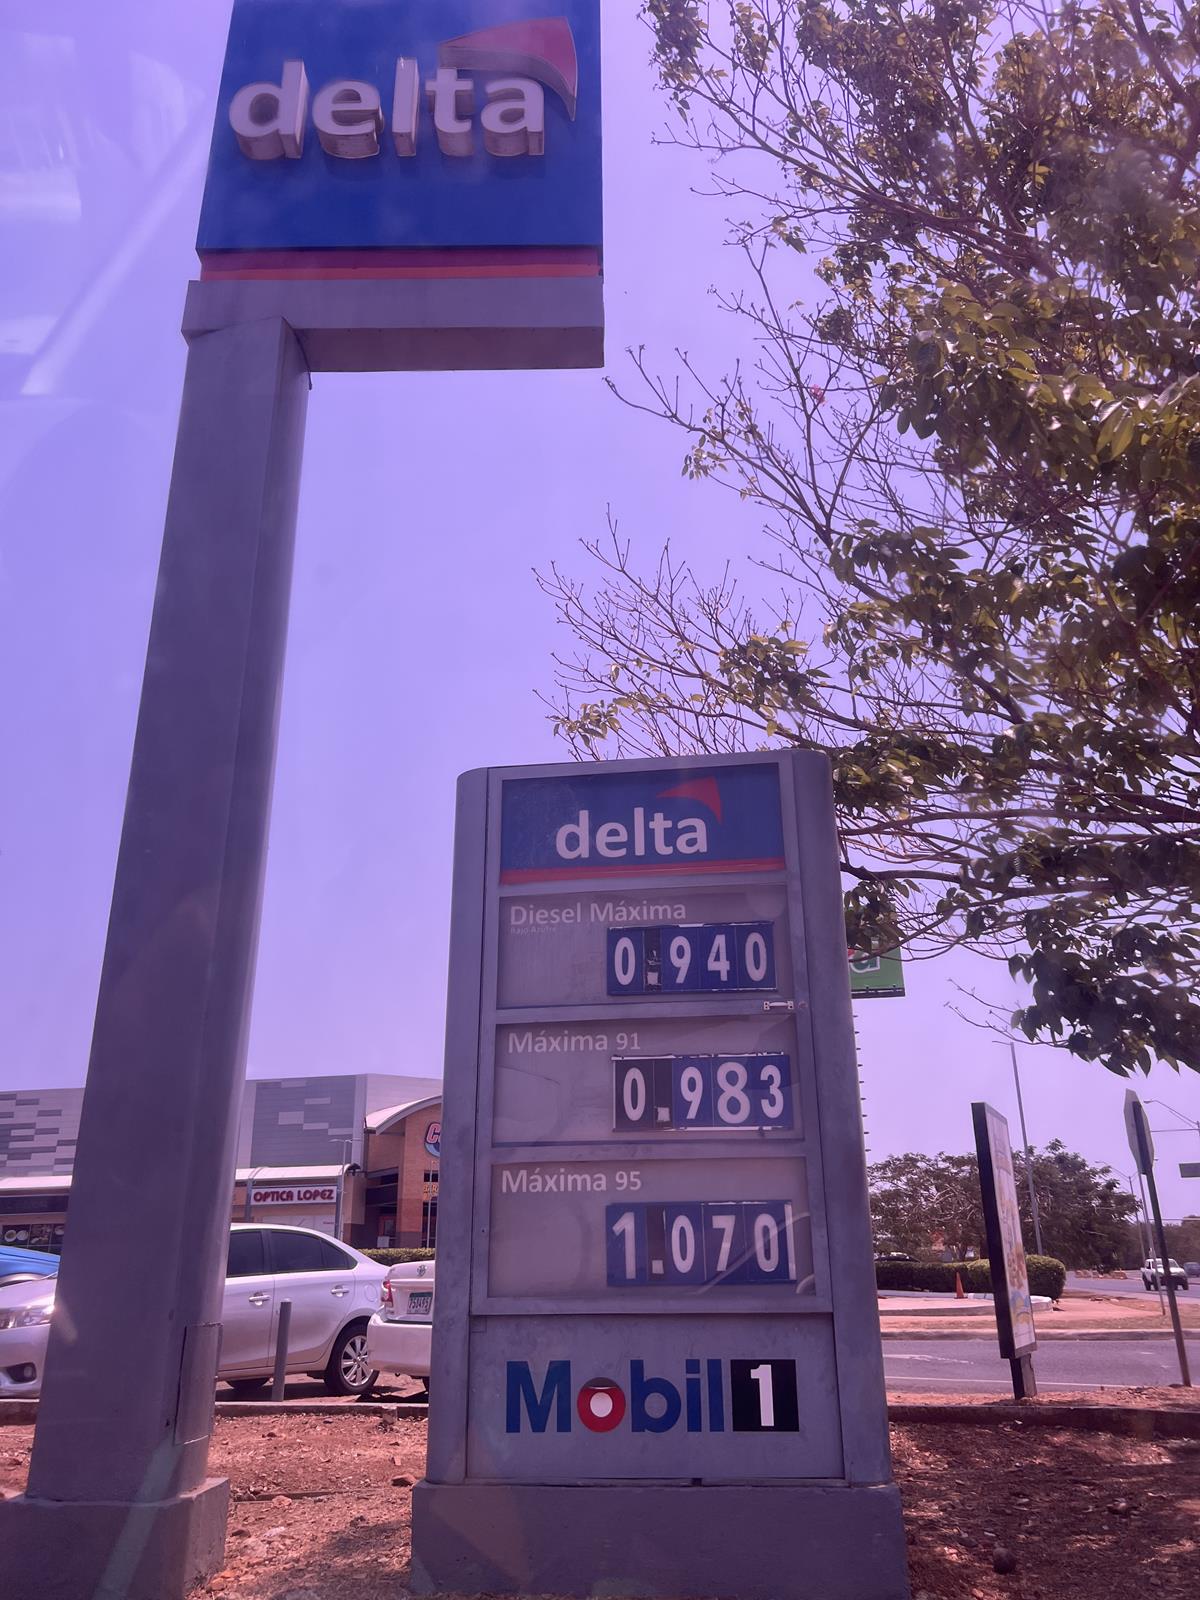 delta
delta
Diesel Máxima
Bajo Azufre
0.940
Máxima 91
0.983
Máxima 95
1.070
Mobil 1
OPTICA LOPEZ